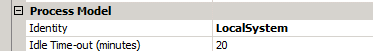 Process Model
Identity LocalSystem
Idle Time-out (minutes) 20